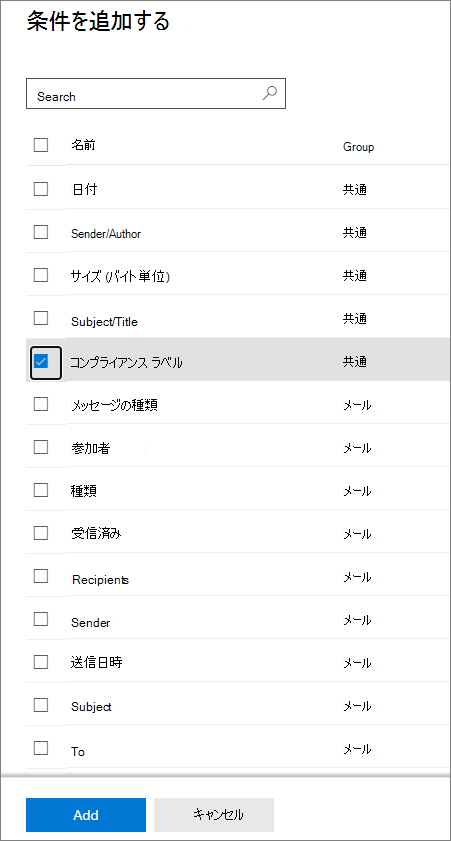 条件を追加する
Search
名前 Group
日付 共通
Sender/Author 共通
サイズ (バイト単位) 共通
Subject/Title 共通
コンプライアンス ラベル 共通
メッセージの種類 メール
参加者 メール
種類 メール
受信済み メール
Recipients メール
Sender メール
送信日時 メール
Subject メール
To メール
Add キャンセル